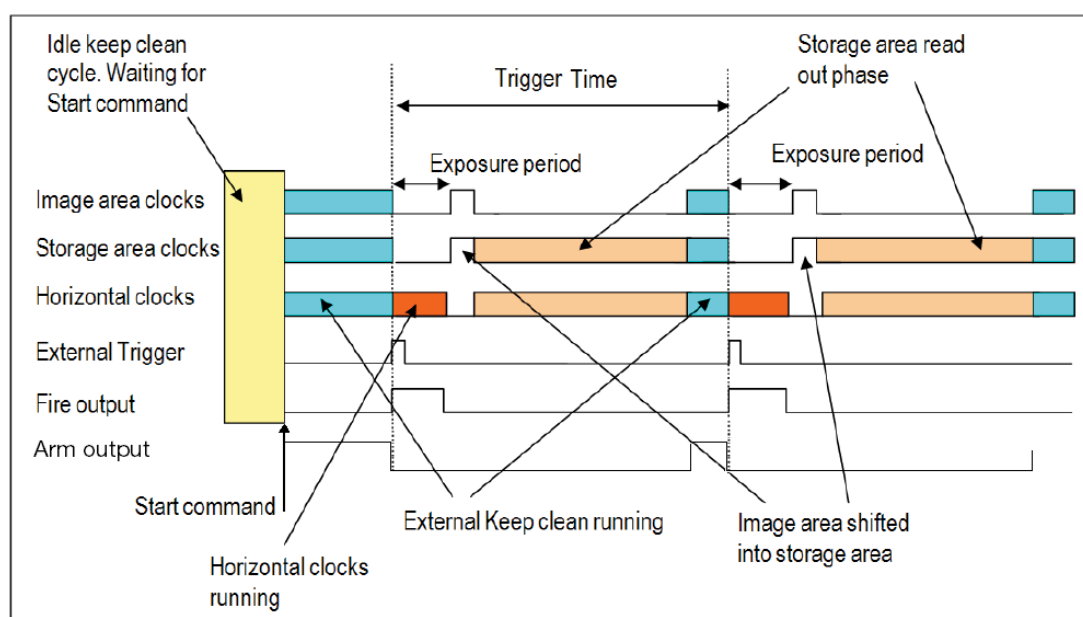 Idle keep clean
cycle. Waiting for
Start command
Trigger Time
Storage area read
out phase
Exposure period
Exposure period
Image area clocks
Storage area clocks
Horizontal clocks
External Trigger
Fire output
Arm output
Start command
External Keep clean running
Image area shifted
into storage area
Horizontal clocks
running